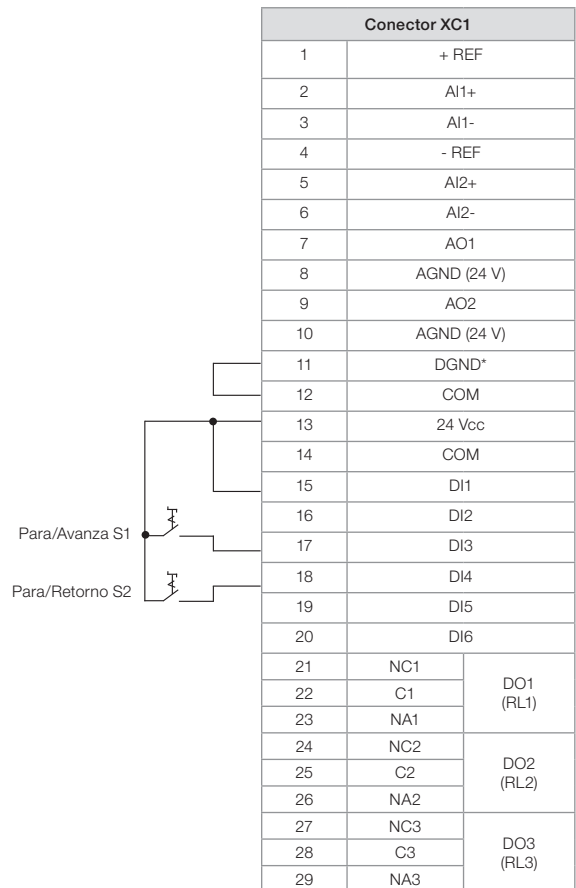 Conector XC1
1 + REF
2 AI1+
3 AI1-
4 - REF
5 AI2+
6 AI2-
7 AO1
8 AGND (24 V)
9 AO2
10 AGND (24 V)
11 DGND*
12 COM
13 24 Vcc
14 COM
15 DI1
16 DI2
Para/Avanza S1
17 DI3
18 DI4
Para/Retorno S2
19 DI5
20 DI6
21 NC1
22 C1
23 NA1
DO1
(RL1)
24 NC2
25 C2
26 NA2
DO2
(RL2)
27 NC3
28 C3
29 NA3
DO3
(RL3)